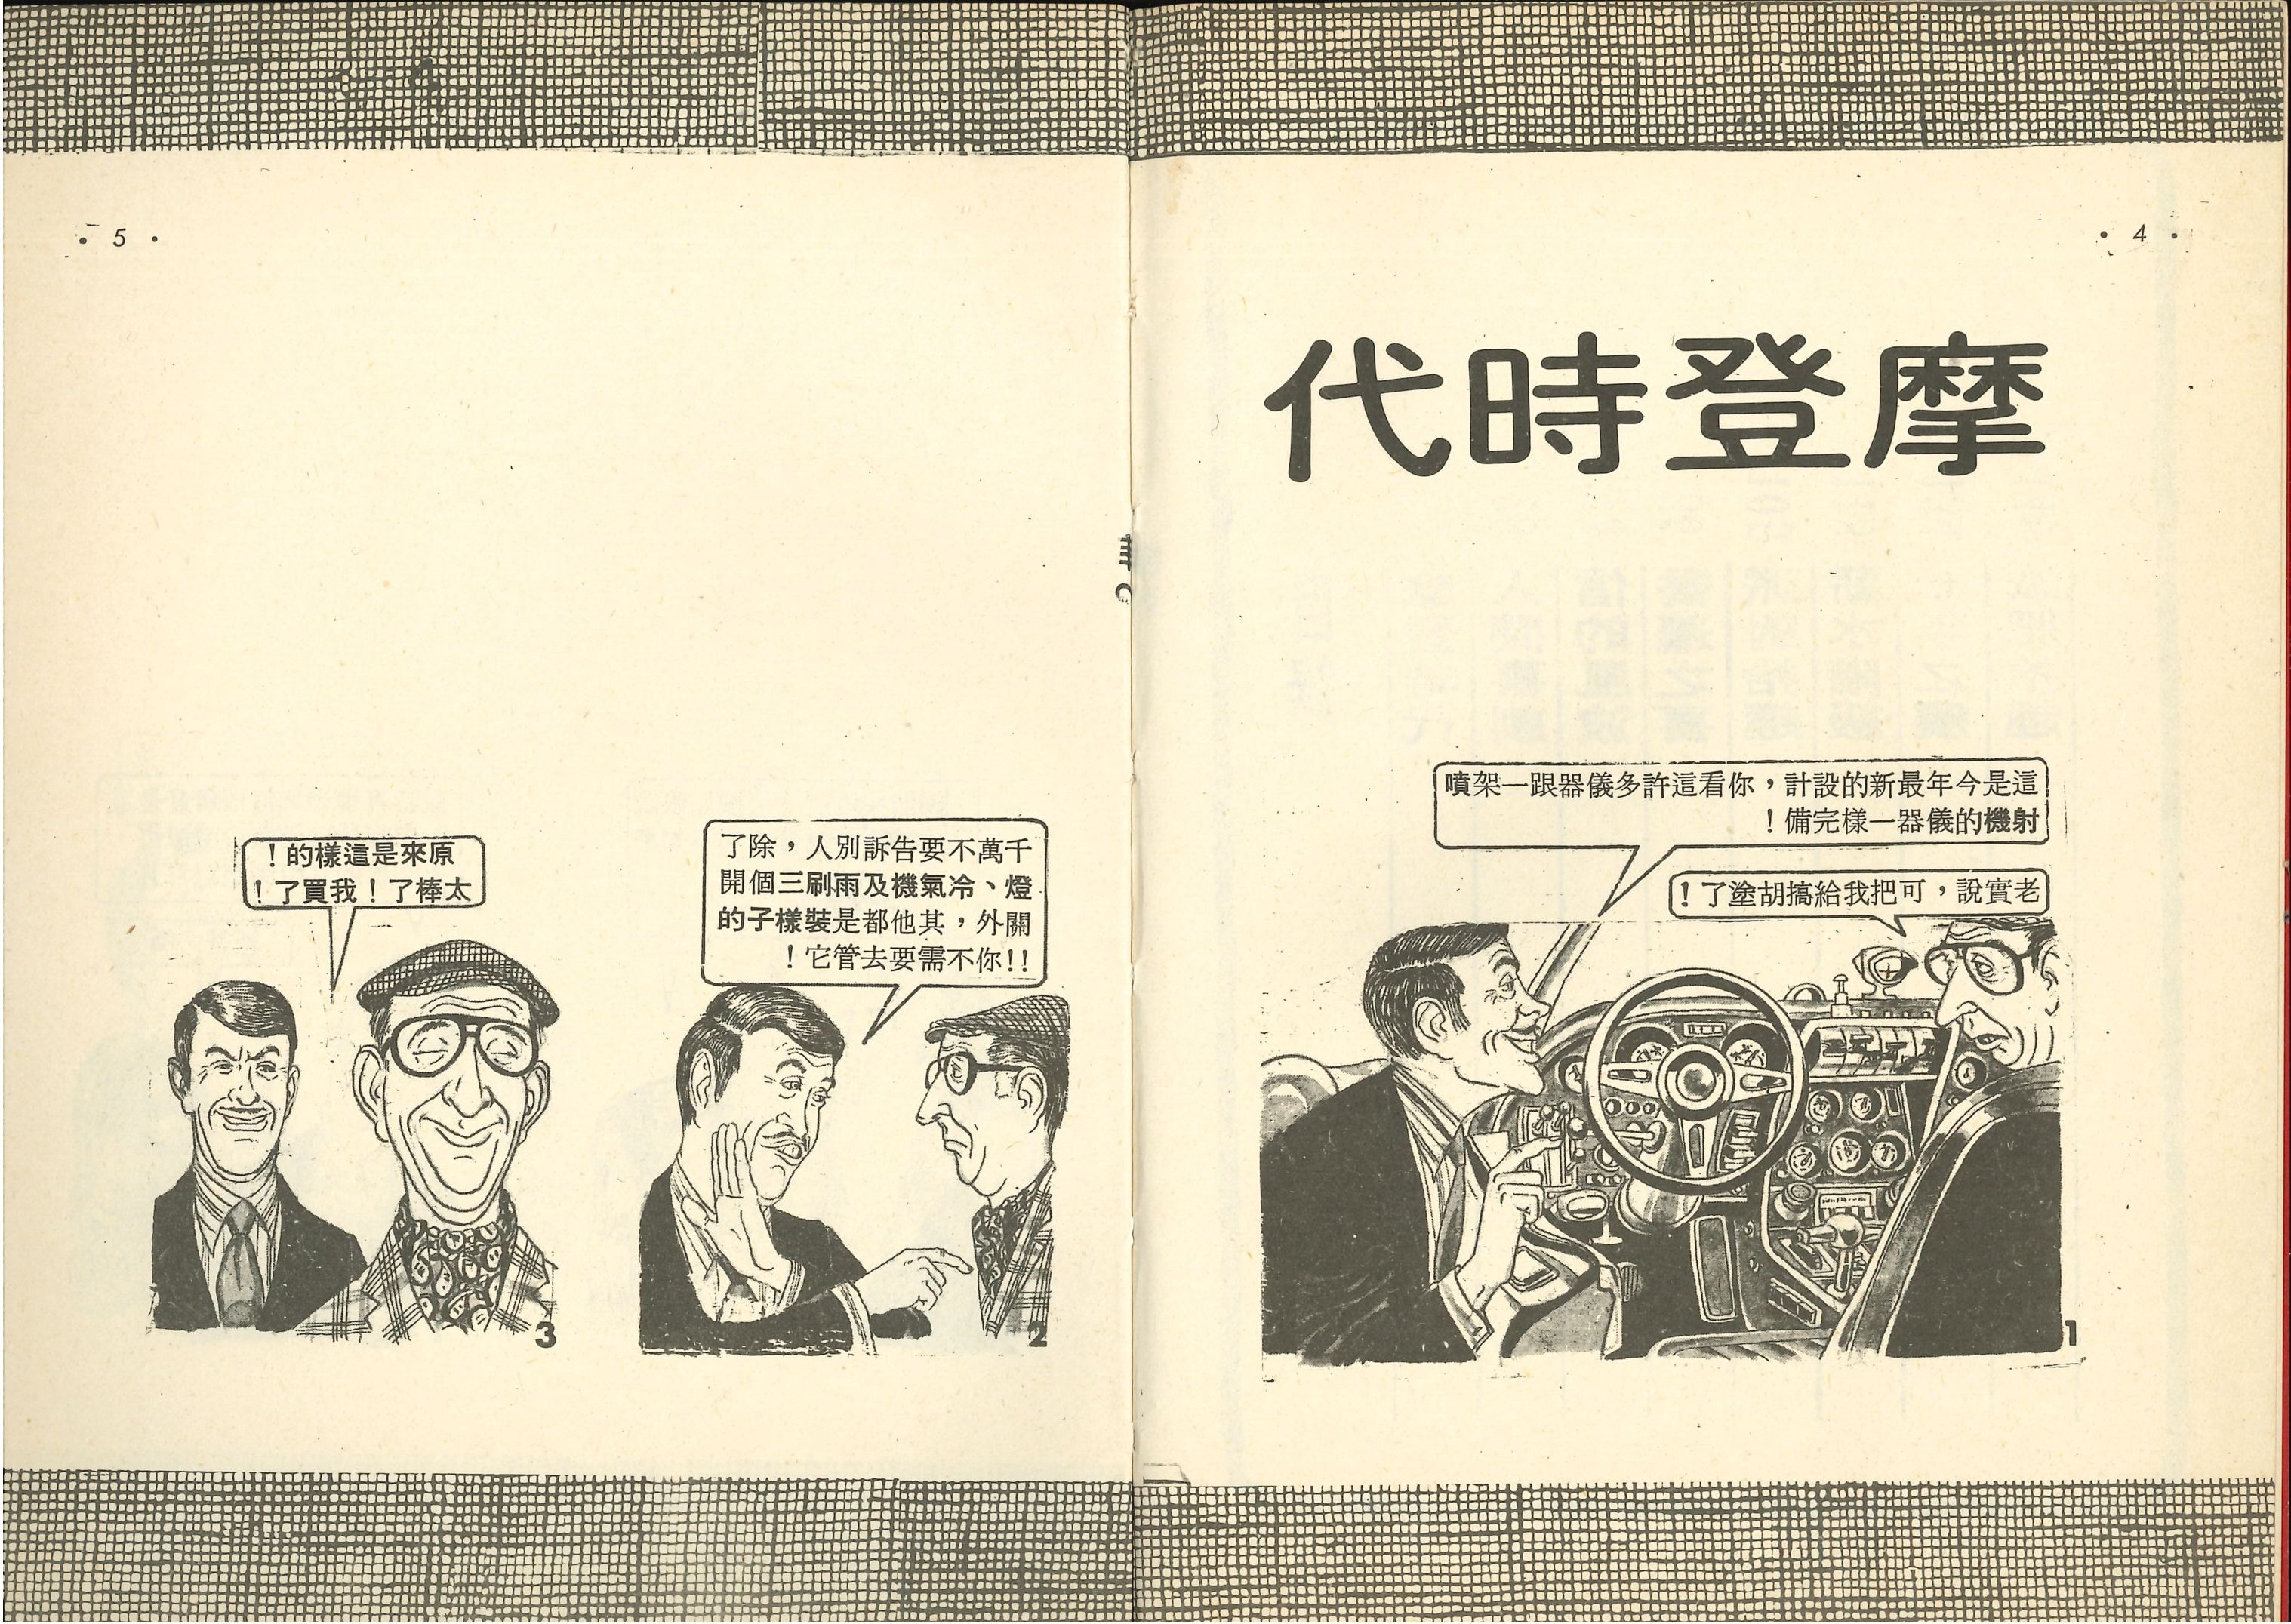 • 4 •
摩登時代
這是今年最新的設計，你看這許多儀器跟一架噴
射機的儀器一樣完備！
老實說，可把我給搞胡塗了！
1
• 5 •
千萬不要告訴別人，除了
燈、冷氣機及雨刷三個開
關外，其他都是裝樣子的
!!你不需要去管它！
2
原來是這樣的！
太棒了！我買了！
3